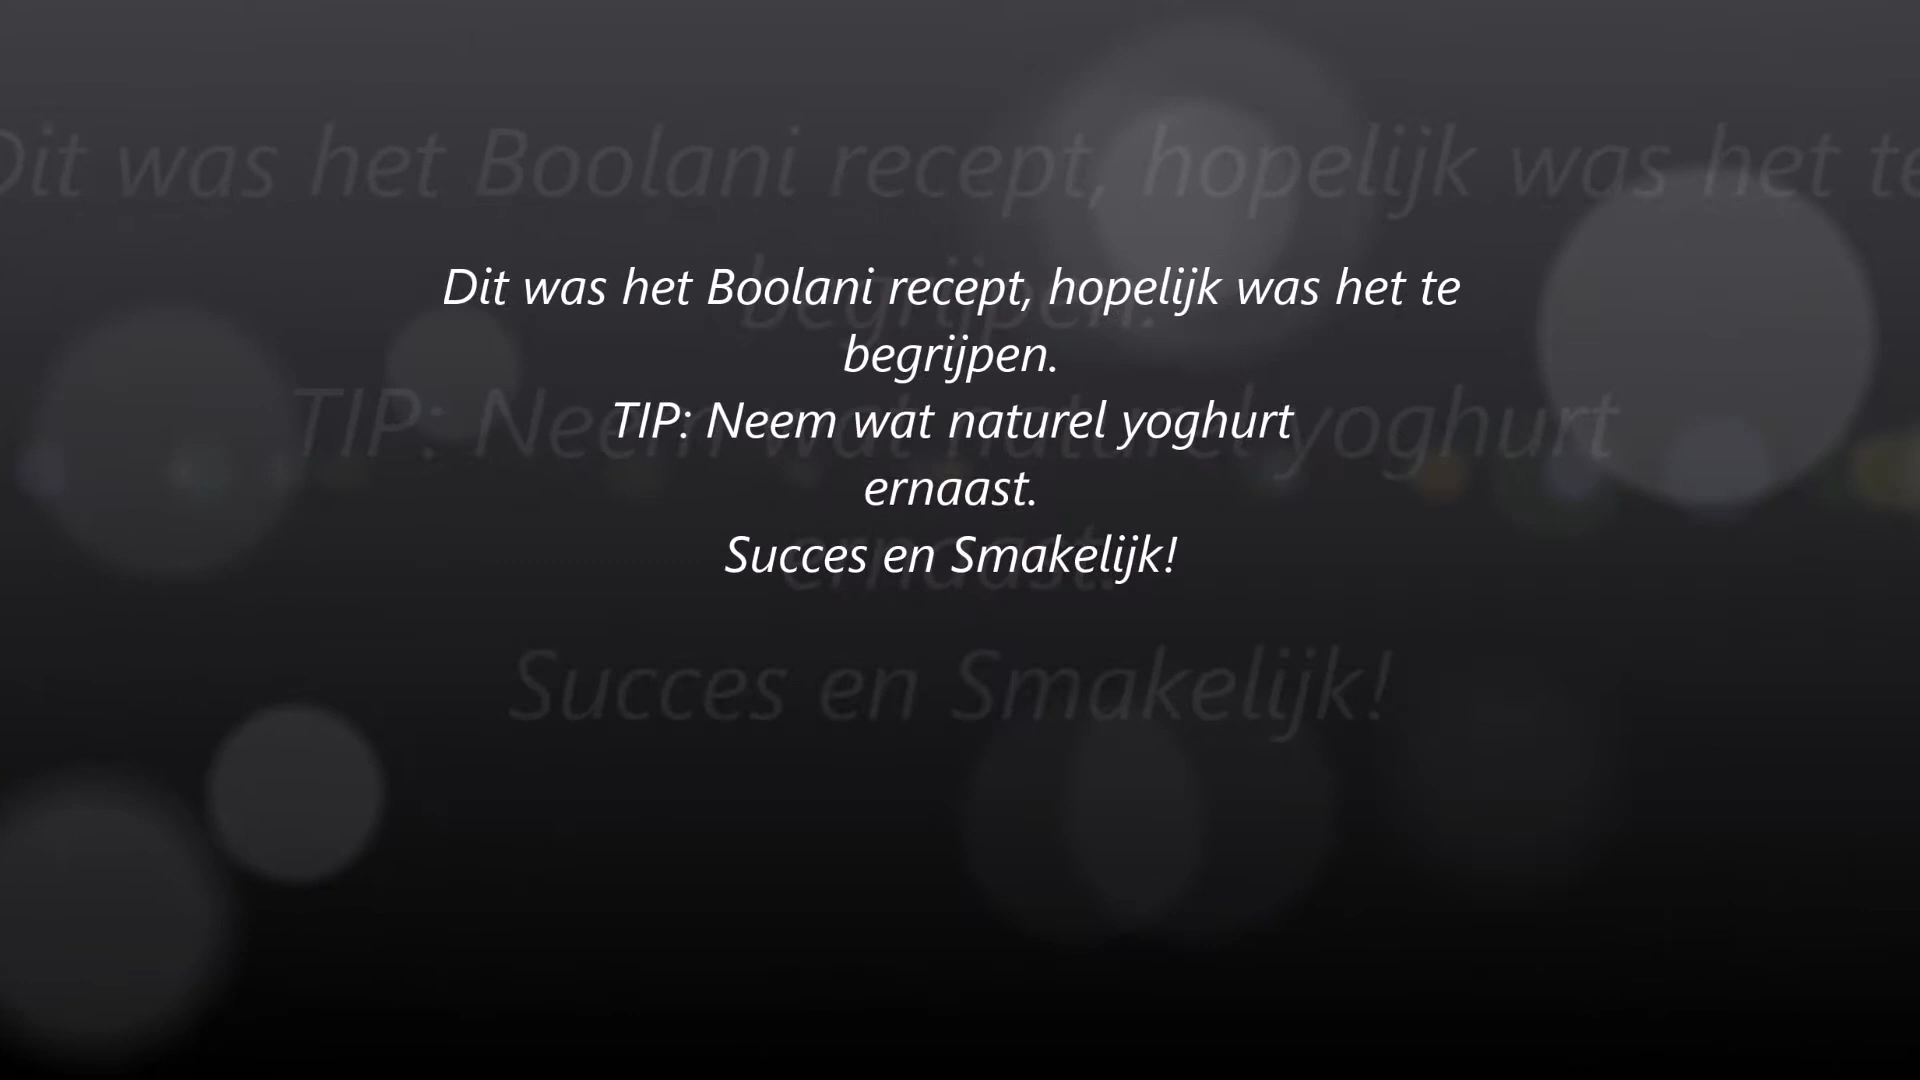 Dit was het Boolani recept, hopelijk was het te
begrijpen.
TIP: Neem wat naturel yoghurt
ernaast.
Succes en Smakelijk!